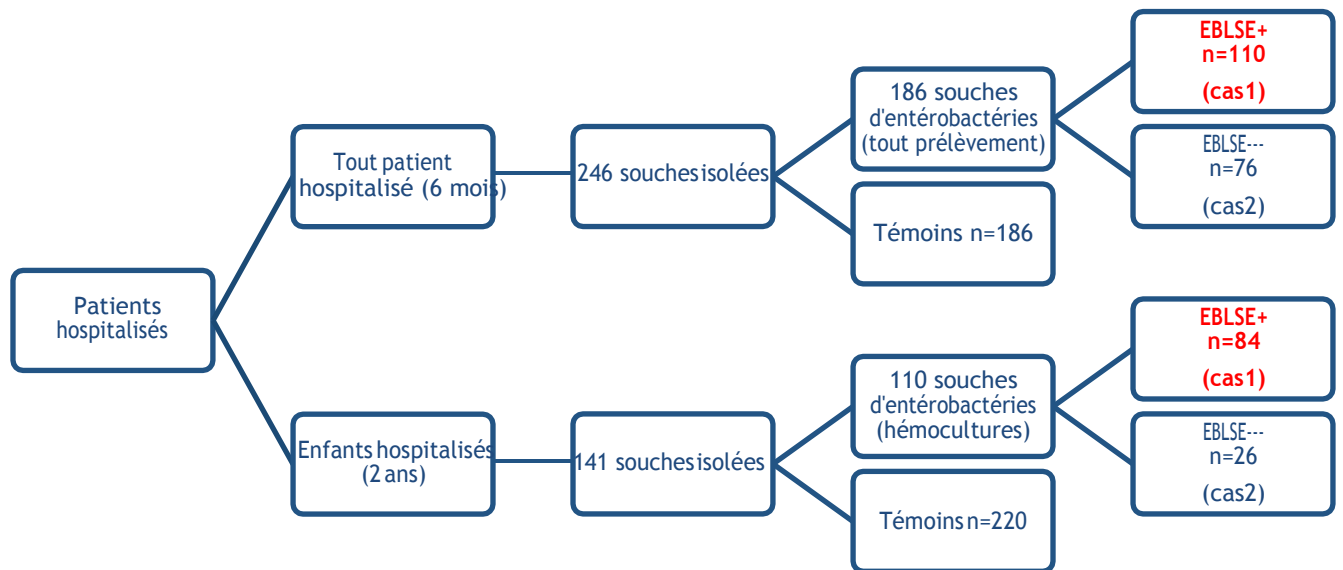 Patients
hospitalisés
Tout patient
hospitalisé (6 mois)
246 souches isolées
186 souches
d'entérobactéries
(tout prélèvement)
EBLSE+
n=110
(cas1)
EBLSE---
n=76
(cas2)
Témoins n=186
Enfants hospitalisés
(2 ans)
141 souches isolées
110 souches
d'entérobactéries
(hémocultures)
EBLSE+
n=84
(cas1)
EBLSE---
n=26
(cas2)
Témoins n=220